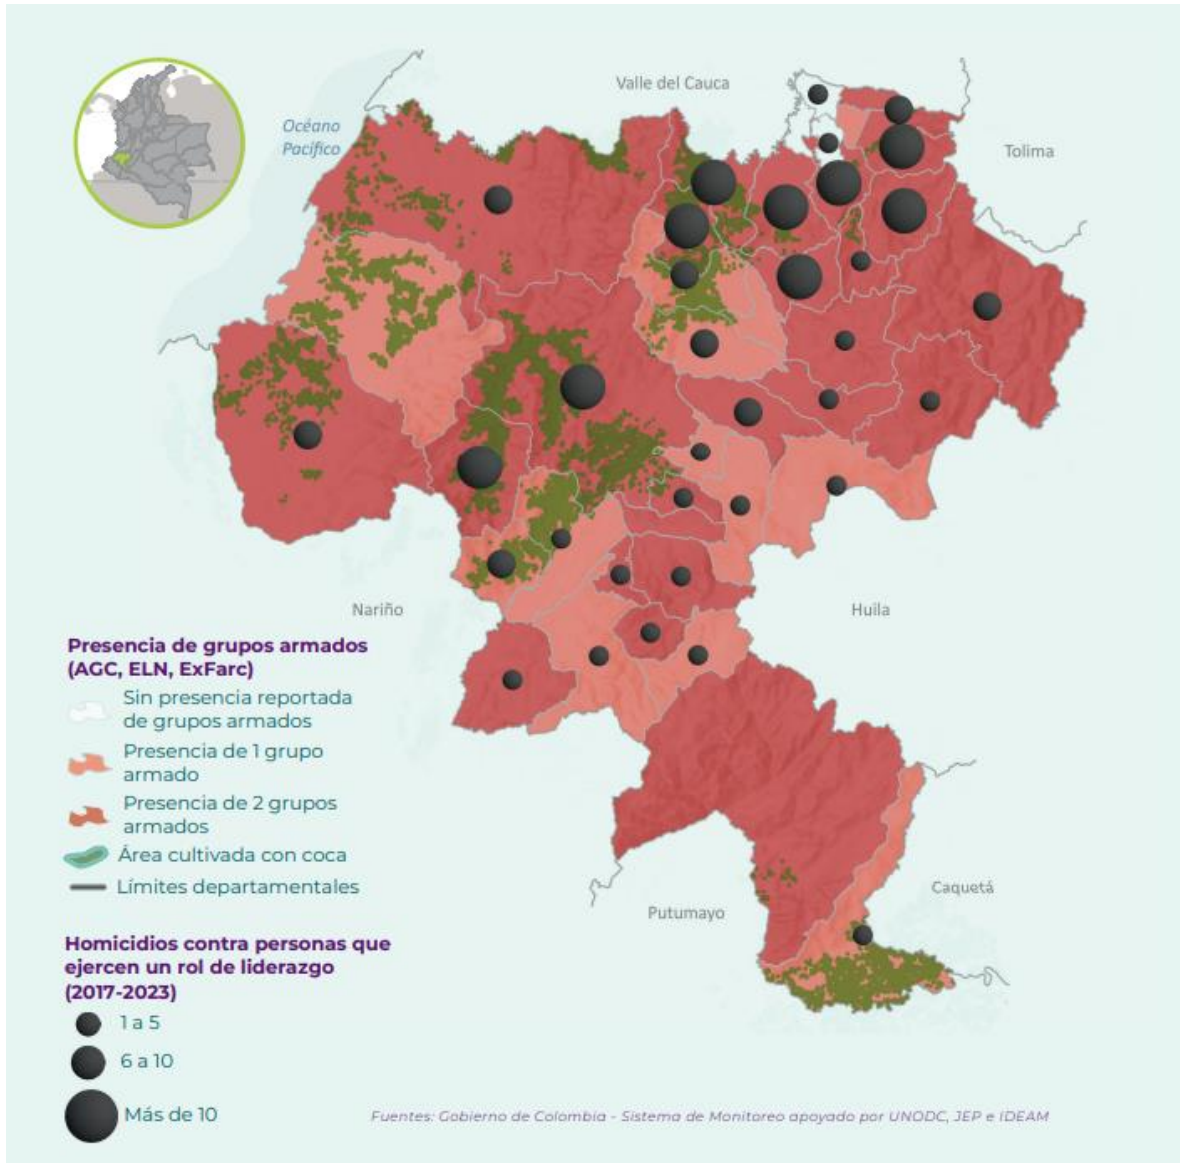 Valle del Cauca
Océano
Pacífico
Tolima
Nariño
Huila
Presencia de grupos armados
(AGC, ELN, ExFarc)
Sin presencia reportada
de grupos armados
Presencia de 1 grupo
armado
Presencia de 2 grupos
armados
Área cultivada con coca
Límites departamentales
Caquetá
Putumayo
Homicidios contra personas que
ejercen un rol de liderazgo
(2017-2023)
1 a 5
6 a 10
Más de 10
Fuentes: Gobierno de Colombia - Sistema de Monitoreo apoyado por UNODC, JEP e IDEAM